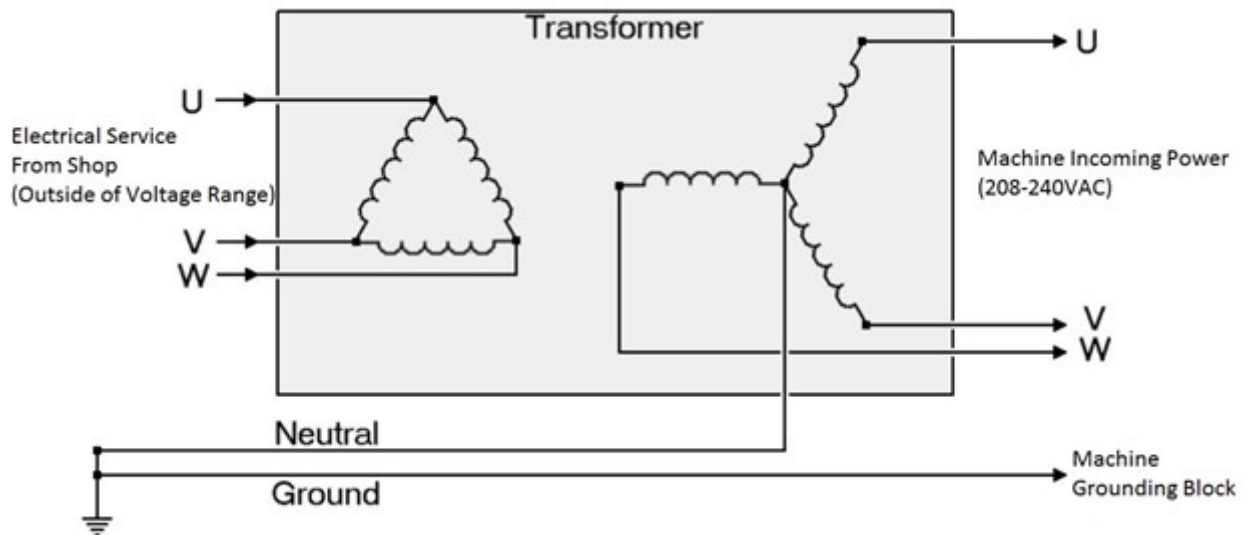 Transformer
U
U
Electrical Service
From Shop
(Outside of Voltage Range)
Machine Incoming Power
(208-240VAC)
V
W
V
W
Neutral
Ground
Machine
Grounding Block